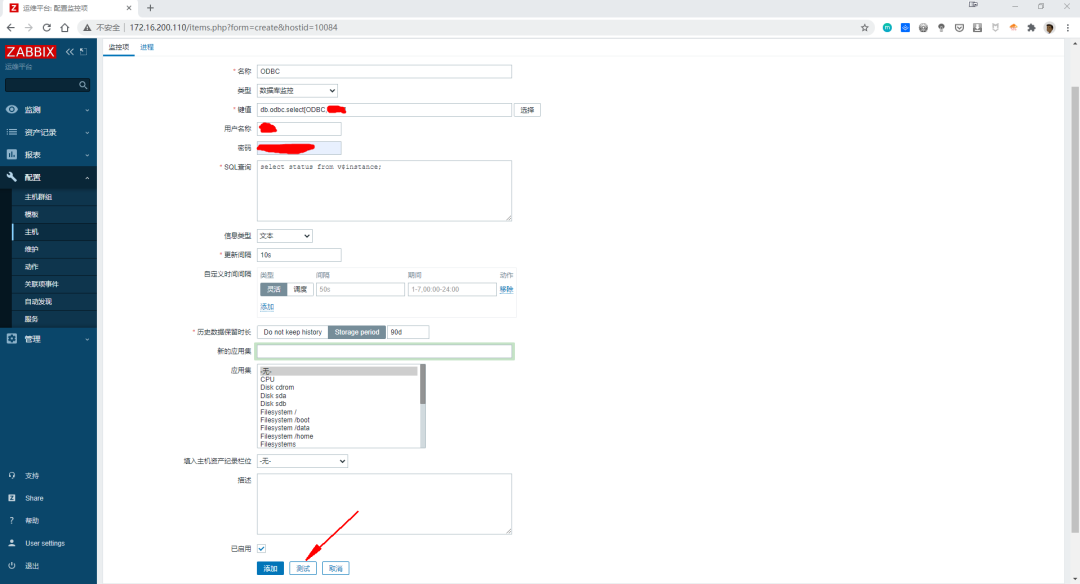 运维平台: 配置监控项
不安全 | 172.16.200.110/items.php?form=create&hostid=10084
ZABBIX
运维平台
监测
资产记录
报表
配置
主机群组
模板
主机
维护
动作
关联项事件
自动发现
服务
管理
支持
Share
帮助
User settings
退出
监控项 进程
* 名称 ODBC
类型 数据库监控
* 键值 db.odbc.select[ODBC, 选择
用户名称
密码
* SQL查询 select status from v$instance;
信息类型 文本
* 更新间隔 10s
自定义时间间隔 类型 间隔 期间 动作
灵活 调度 50s 1-7,00:00-24:00 移除
添加
* 历史数据保留时长 Do not keep history Storage period 90d
新的应用集
应用集 -无-
CPU
Disk cdrom
Disk sda
Disk sdb
Filesystem /
Filesystem /boot
Filesystem /data
Filesystem /home
Filesystems
填入主机资产纪录栏位 -无-
描述
已启用
添加 测试 取消